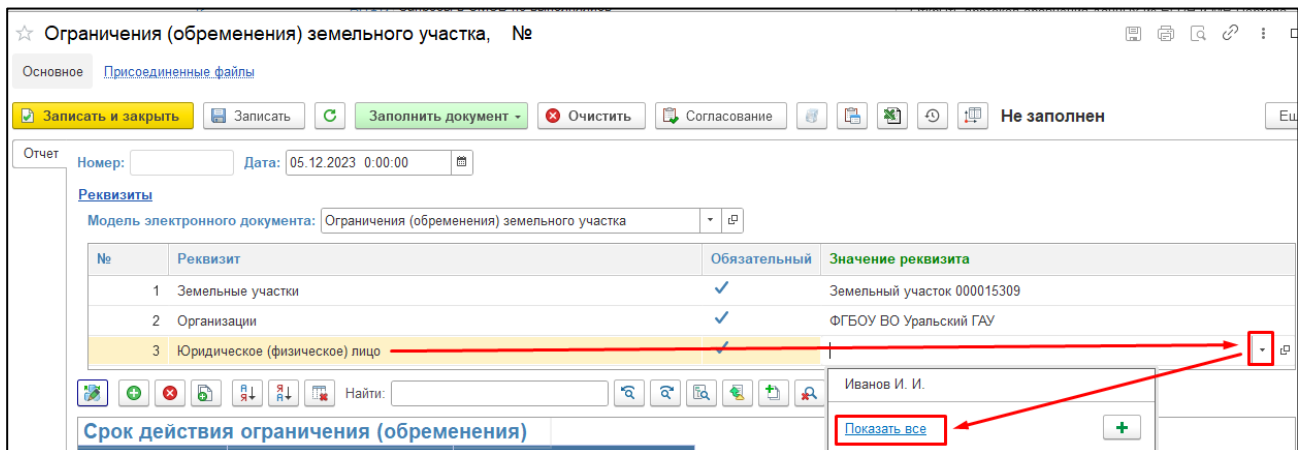 Ограничения (обременения) земельного участка, №
Основное Присоединенные файлы
Записать и закрыть Записать Заполнить документ Очистить Согласование Не заполнен Ещ
Отчет
Номер: Дата: 05.12.2023 0:00:00
Реквизиты
Модель электронного документа: Ограничения (обременения) земельного участка
№ Реквизит Обязательный Значение реквизита
1 Земельные участки Земельный участок 000015309
2 Организации ФГБОУ ВО Уральский ГАУ
3 Юридическое (физическое) лицо
Найти:
Иванов И. И.
Показать все
Срок действия ограничения (обременения)